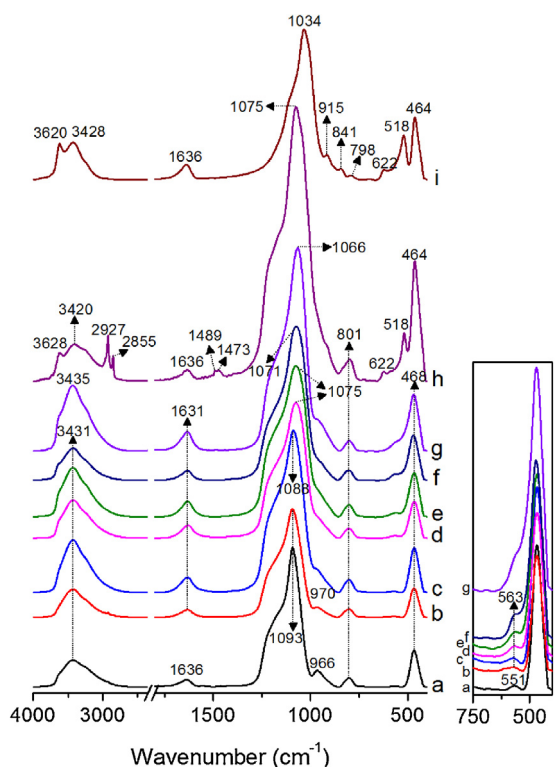 1034
1075
915
841
798
622
518
464
3620
3428
1636
i
1066
3420
2927
2855
3628
1489
1473
1636
801
464
518
622
h
3435
1071
1075
468
1631
g
3431
f
1088
e
d
c
970
b
1093
966
1636
a
4000
3000
1500
1000
500
Wavenumber (cm-1)
g
563
f
e
d
c
b
a
551
750
500